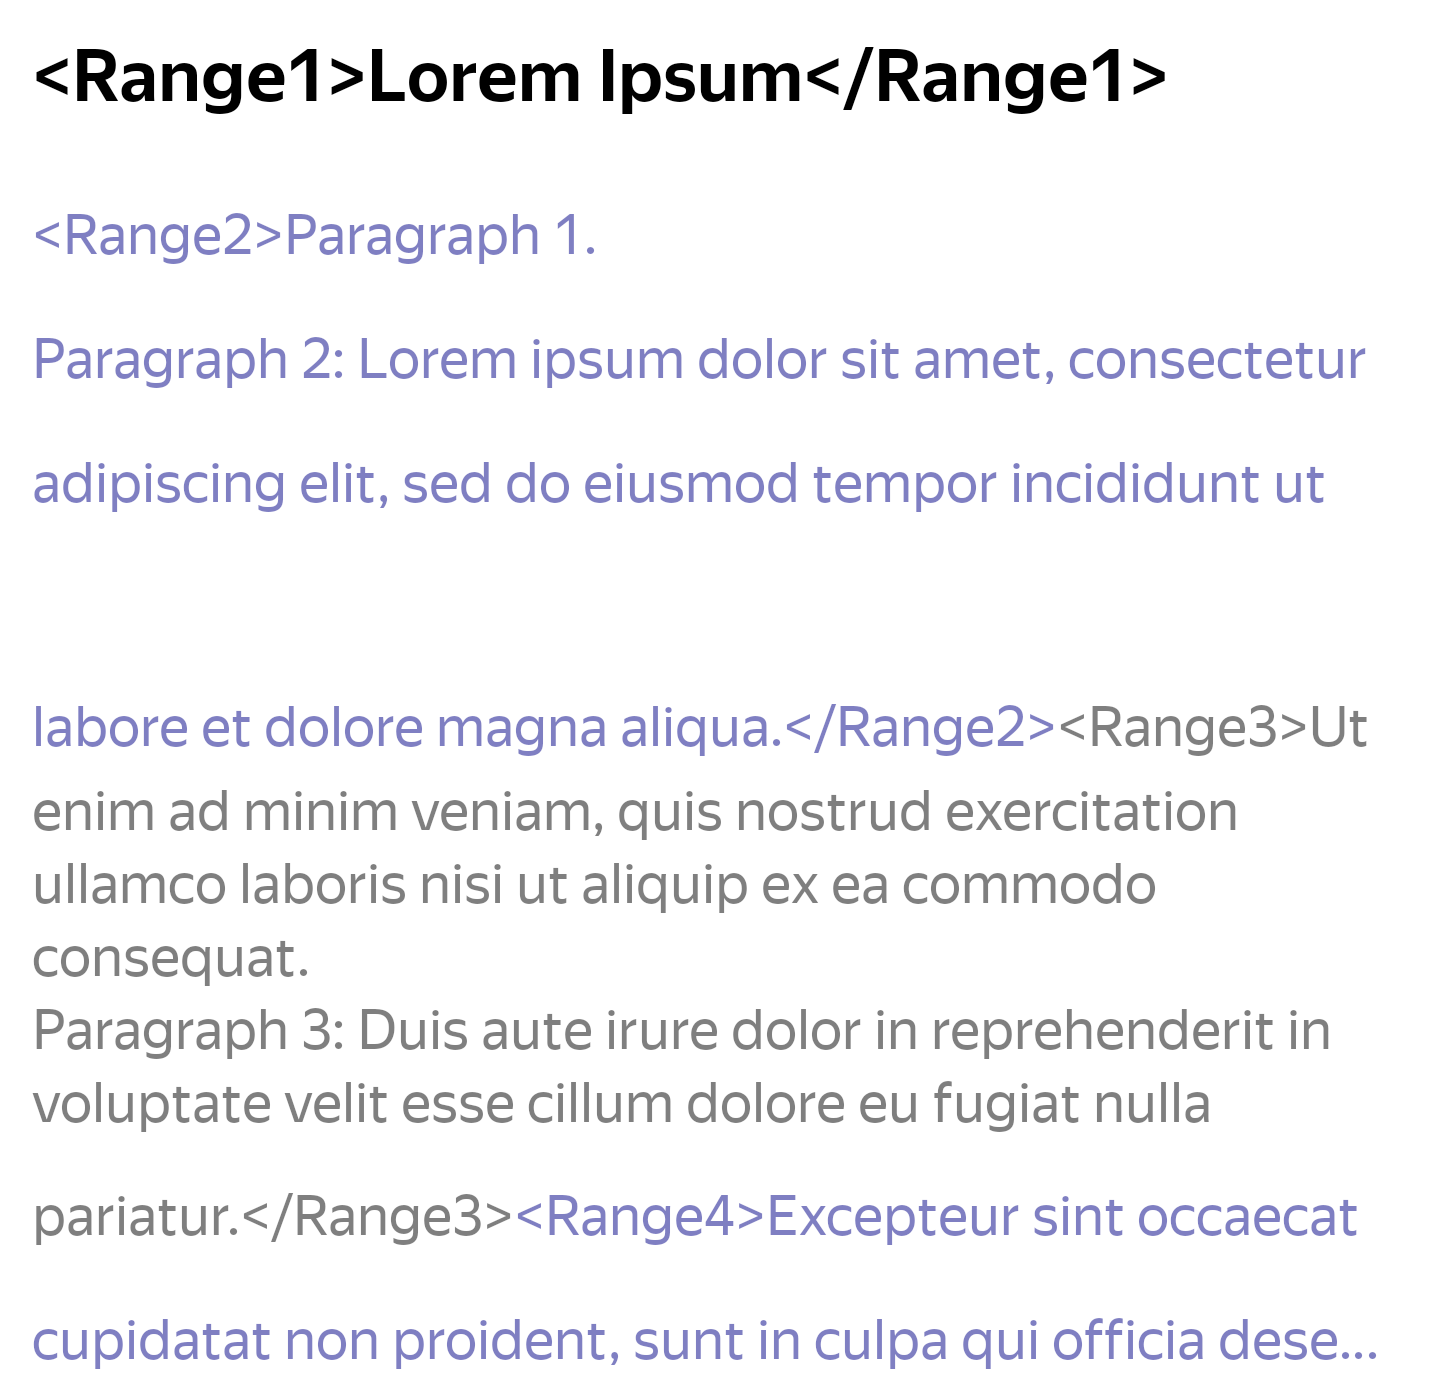 <Range1>Lorem Ipsum</Range1>
<Range2>Paragraph 1.
Paragraph 2: Lorem ipsum dolor sit amet, consectetur
adipiscing elit, sed do eiusmod tempor incididunt ut
labore et dolore magna aliqua.</Range2><Range3>Ut
enim ad minim veniam, quis nostrud exercitation
ullamco laboris nisi ut aliquip ex ea commodo
consequat.
Paragraph 3: Duis aute irure dolor in reprehenderit in
voluptate velit esse cillum dolore eu fugiat nulla
pariatur.</Range3><Range4>Excepteur sint occaecat
cupidatat non proident, sunt in culpa qui officia dese...